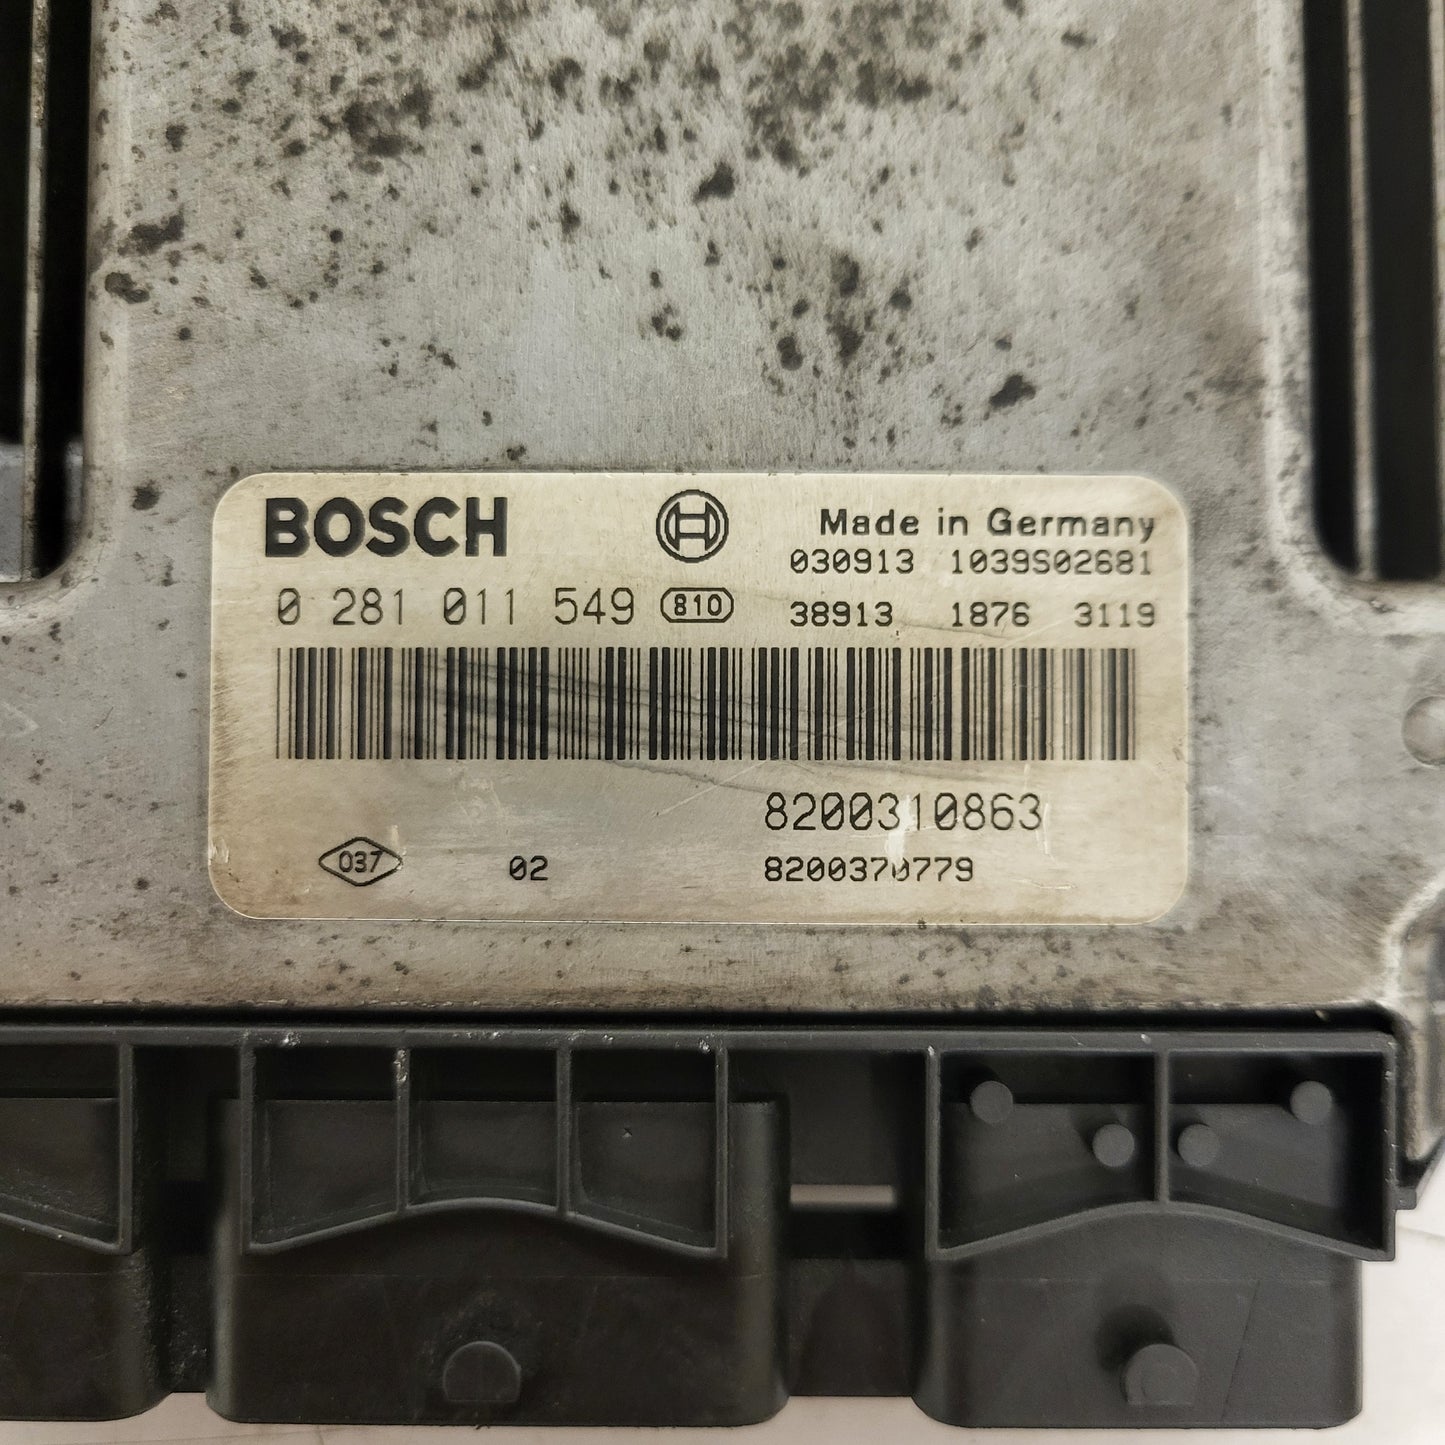 BOSCH
Made in Germany
030913 1039S02681
0 281 011 549 810 38913 1876 3119
8200310863
037 02 8200370779